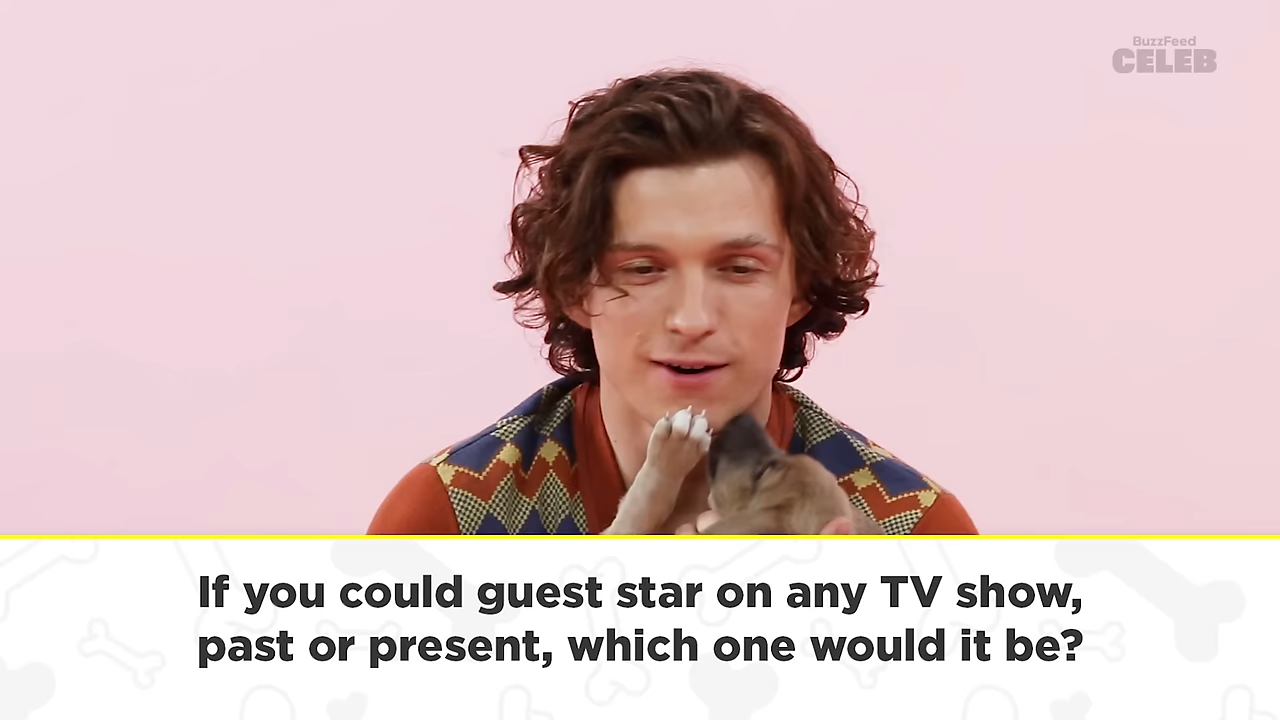 BuzzFeed
CELEB
If you could guest star on any TV show,
past or present, which one would it be?